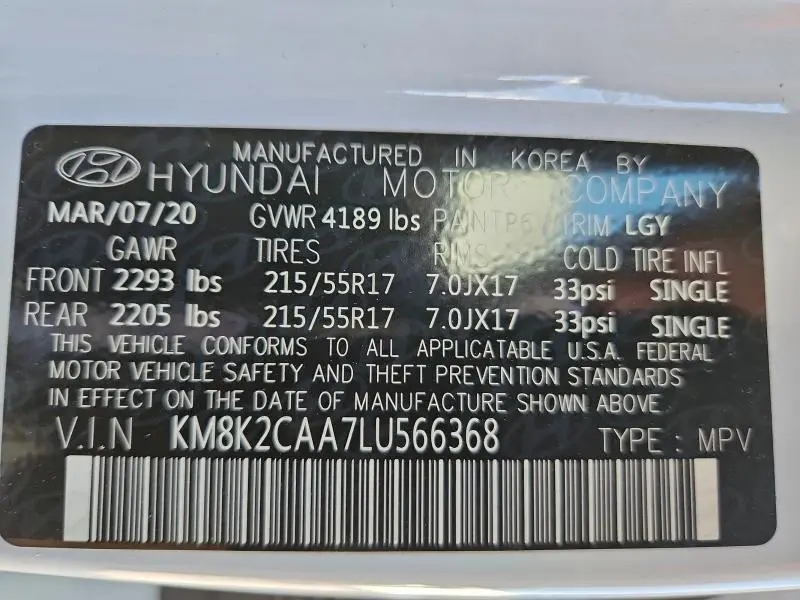 MANUFACTURED IN KOREA BY
HYUNDAI MOTOR COMPANY
MAR/07/20 GVWR 4189 lbs PAINT TRIM LGY
GAWR TIRES RIMS COLD TIRE INFL
FRONT 2293 lbs 215/55R17 7.0JX17 33psi SINGLE
REAR 2205 lbs 215/55R17 7.0JX17 33psi SINGLE
THIS VEHICLE CONFORMS TO ALL APPLICATABLE U.S.A. FEDERAL
MOTOR VEHICLE SAFETY AND THEFT PREVENTION STANDARDS
IN EFFECT ON THE DATE OF MANUFACTURE SHOWN ABOVE
V.I.N KM8K2CAA7LU566368 TYPE : MPV